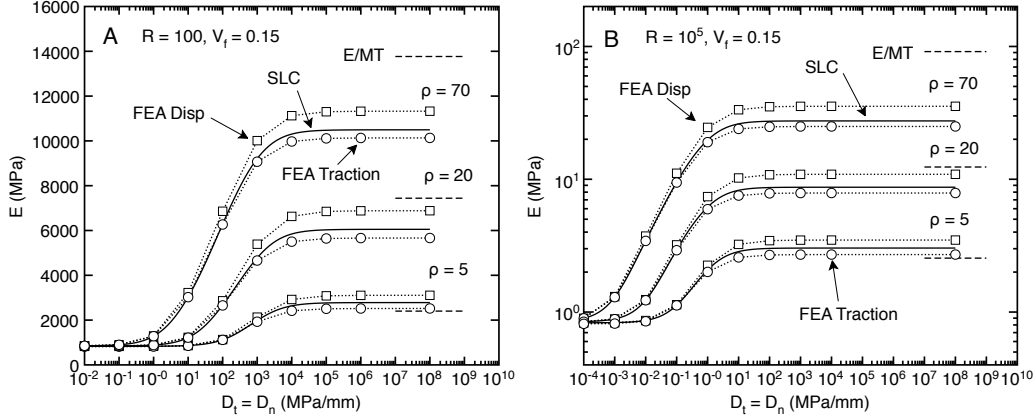 A R = 100, V_f = 0.15
E/MT
SLC
FEA Disp
ρ = 70
FEA Traction
ρ = 20
ρ = 5
E (MPa)
16000
14000
12000
10000
8000
6000
4000
2000
0
10^-2 10^-1 10^-0 10^1 10^2 10^3 10^4 10^5 10^6 10^7 10^8 10^9 10^10
D_t = D_n (MPa/mm)
B R = 10^5, V_f = 0.15
E/MT
SLC
FEA Disp
ρ = 70
ρ = 20
ρ = 5
FEA Traction
E (MPa)
10^2
10^1
10^0
10^-4 10^-3 10^-2 10^-1 10^-0 10^1 10^2 10^3 10^4 10^5 10^6 10^7 10^8 10^9 10^10
D_t = D_n (MPa/mm)